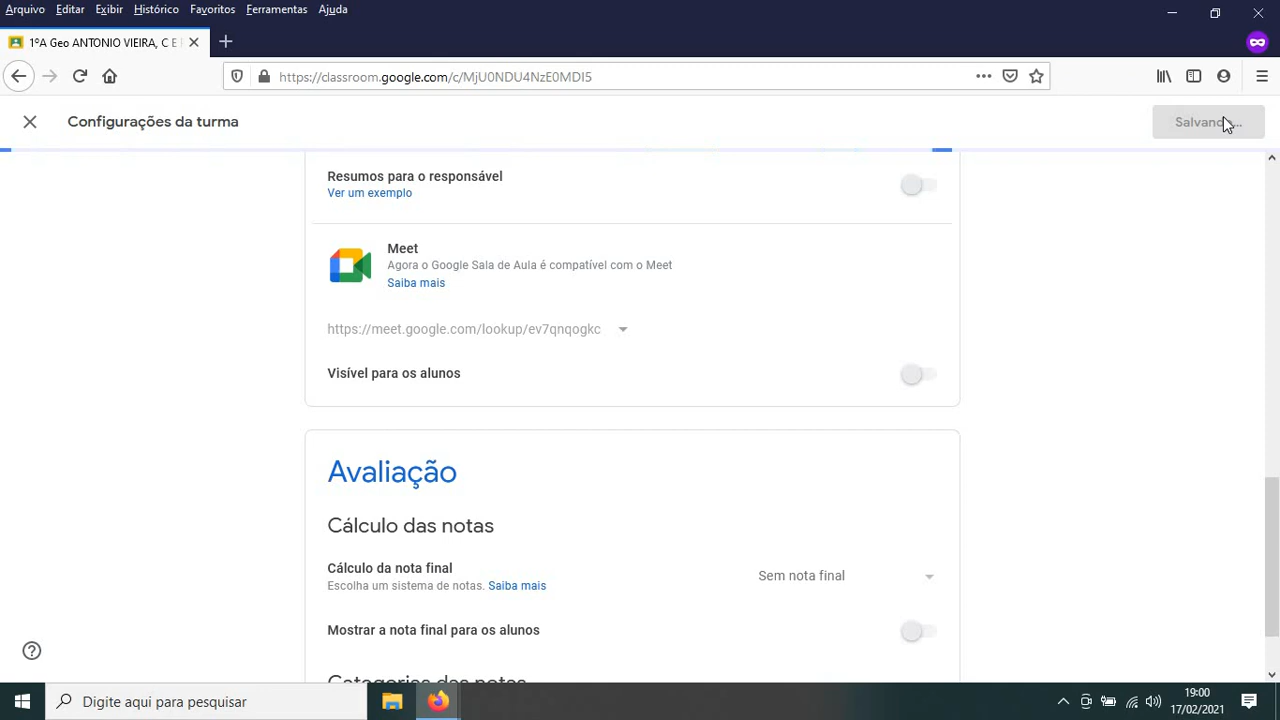 Arquivo Editar Exibir Histórico Favoritos Ferramentas Ajuda
1ºA Geo ANTONIO VIEIRA, C E
https://classroom.google.com/c/MjU0NDU4NzE0MDI5
Configurações da turma
Resumos para o responsável
Ver um exemplo
Meet
Agora o Google Sala de Aula é compatível com o Meet
Saiba mais
https://meet.google.com/lookup/ev7qnqogkc
Visível para os alunos
Avaliação
Cálculo das notas
Cálculo da nota final
Escolha um sistema de notas. Saiba mais
Sem nota final
Mostrar a nota final para os alunos
Categorias das notas
Digite aqui para pesquisar
19:00
17/02/2021